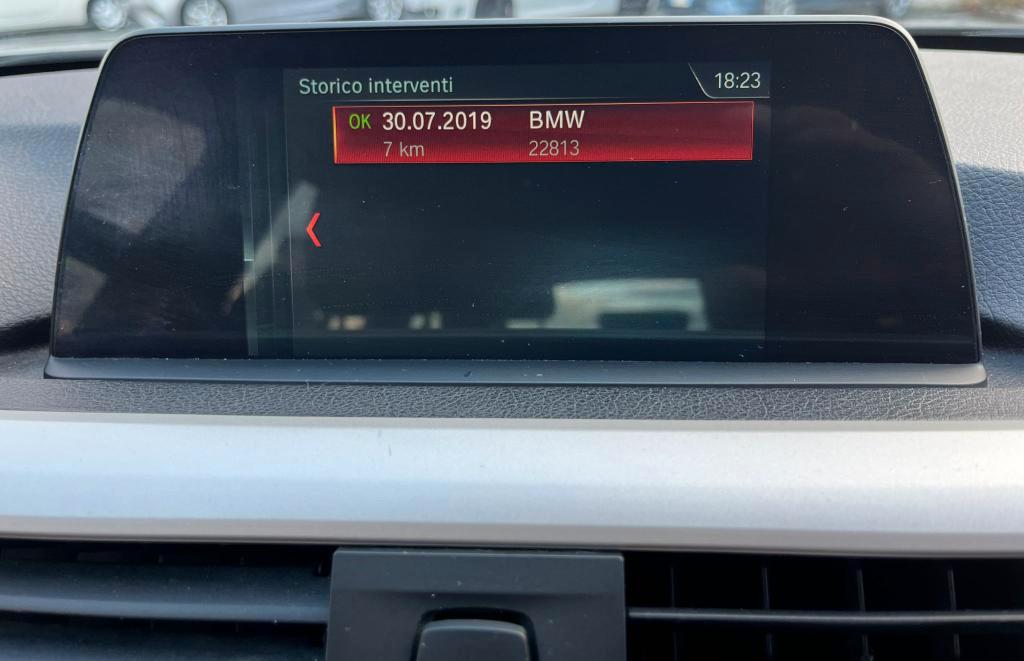 Storico interventi 18:23
OK 30.07.2019 BMW
7 km 22813